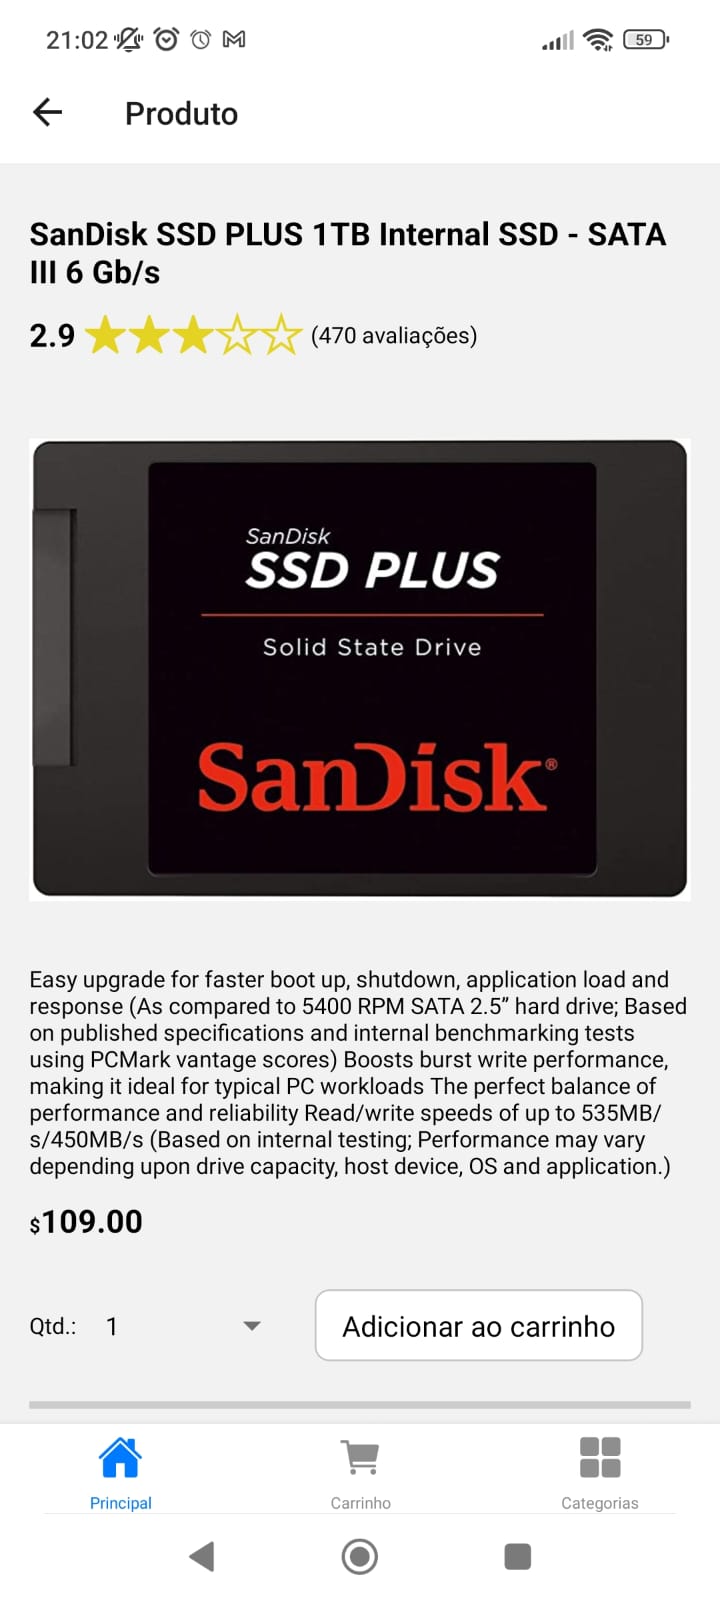 21:02
59
Produto
SanDisk SSD PLUS 1TB Internal SSD - SATA
III 6 Gb/s
2.9 (470 avaliações)
SanDisk
SSD PLUS
Solid State Drive
SanDisk®
Easy upgrade for faster boot up, shutdown, application load and
response (As compared to 5400 RPM SATA 2.5” hard drive; Based
on published specifications and internal benchmarking tests
using PCMark vantage scores) Boosts burst write performance,
making it ideal for typical PC workloads The perfect balance of
performance and reliability Read/write speeds of up to 535MB/
s/450MB/s (Based on internal testing; Performance may vary
depending upon drive capacity, host device, OS and application.)
$109.00
Qtd.: 1
Adicionar ao carrinho
Principal
Carrinho
Categorias